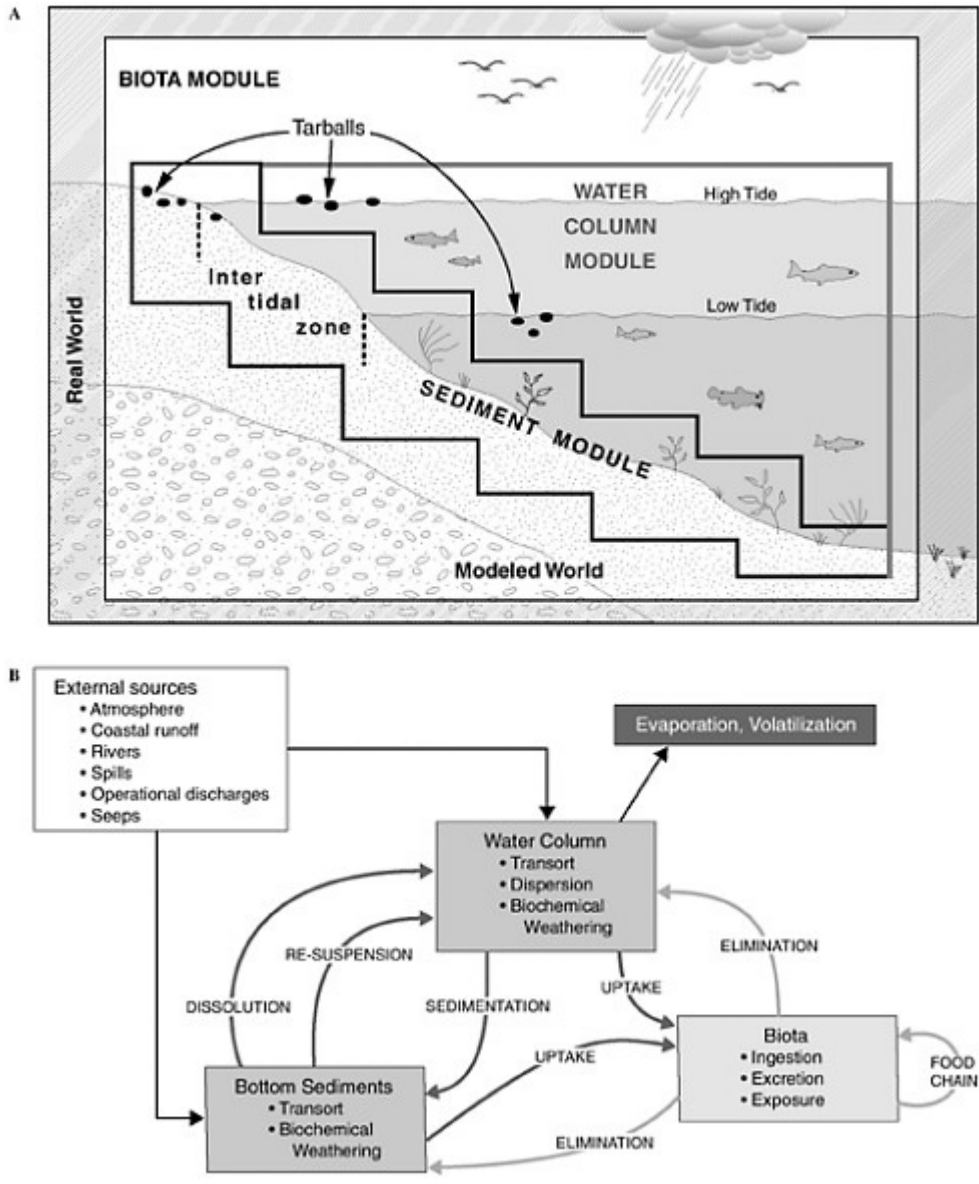 A
BIOTA MODULE
Tarballs
WATER
COLUMN
MODULE
High Tide
Low Tide
Inter
tidal
zone
SEDIMENT MODULE
Real World
Modeled World
B
External sources
• Atmosphere
• Coastal runoff
• Rivers
• Spills
• Operational discharges
• Seeps
Evaporation, Volatilization
Water Column
• Transort
• Dispersion
• Biochemical
Weathering
RE-SUSPENSION
DISSOLUTION
SEDIMENTATION
UPTAKE
ELIMINATION
UPTAKE
Biota
• Ingestion
• Excretion
• Exposure
FOOD
CHAIN
Bottom Sediments
• Transort
• Biochemical
Weathering
ELIMINATION